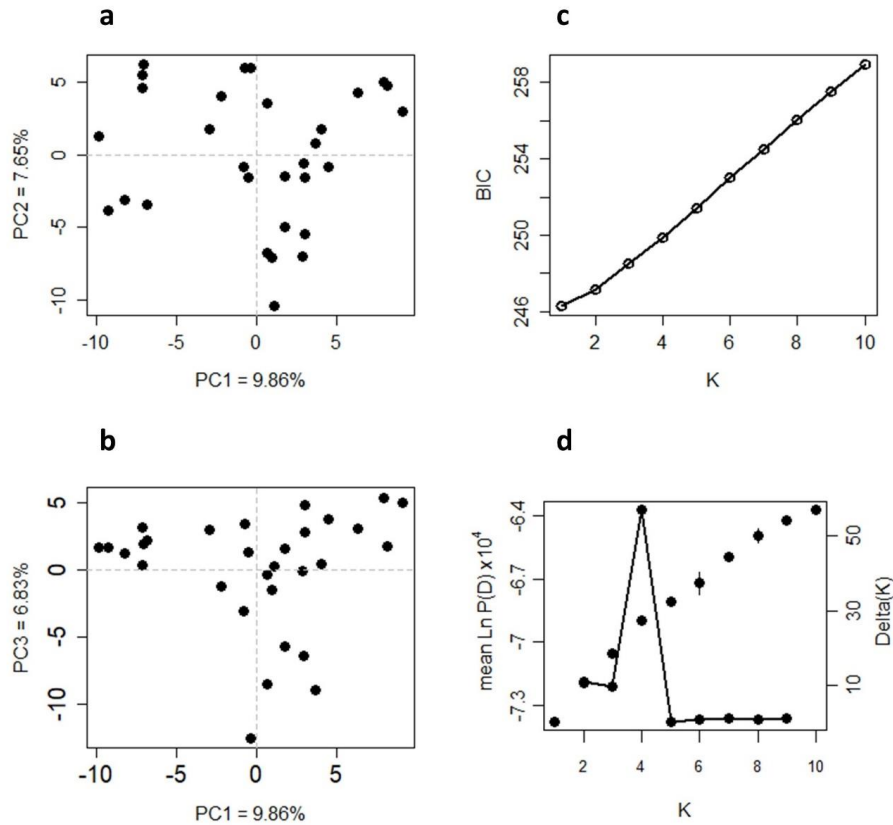 a
5
0
-5
-10
PC2 = 7.65%
-10 -5 0 5
PC1 = 9.86%
c
258
254
250
246
BIC
2 4 6 8 10
K
b
5
0
-5
-10
PC3 = 6.83%
-10 -5 0 5
PC1 = 9.86%
d
-6.4
-6.7
-7
-7.3
mean Ln P(D) x10⁴
50
30
10
Delta(K)
2 4 6 8 10
K